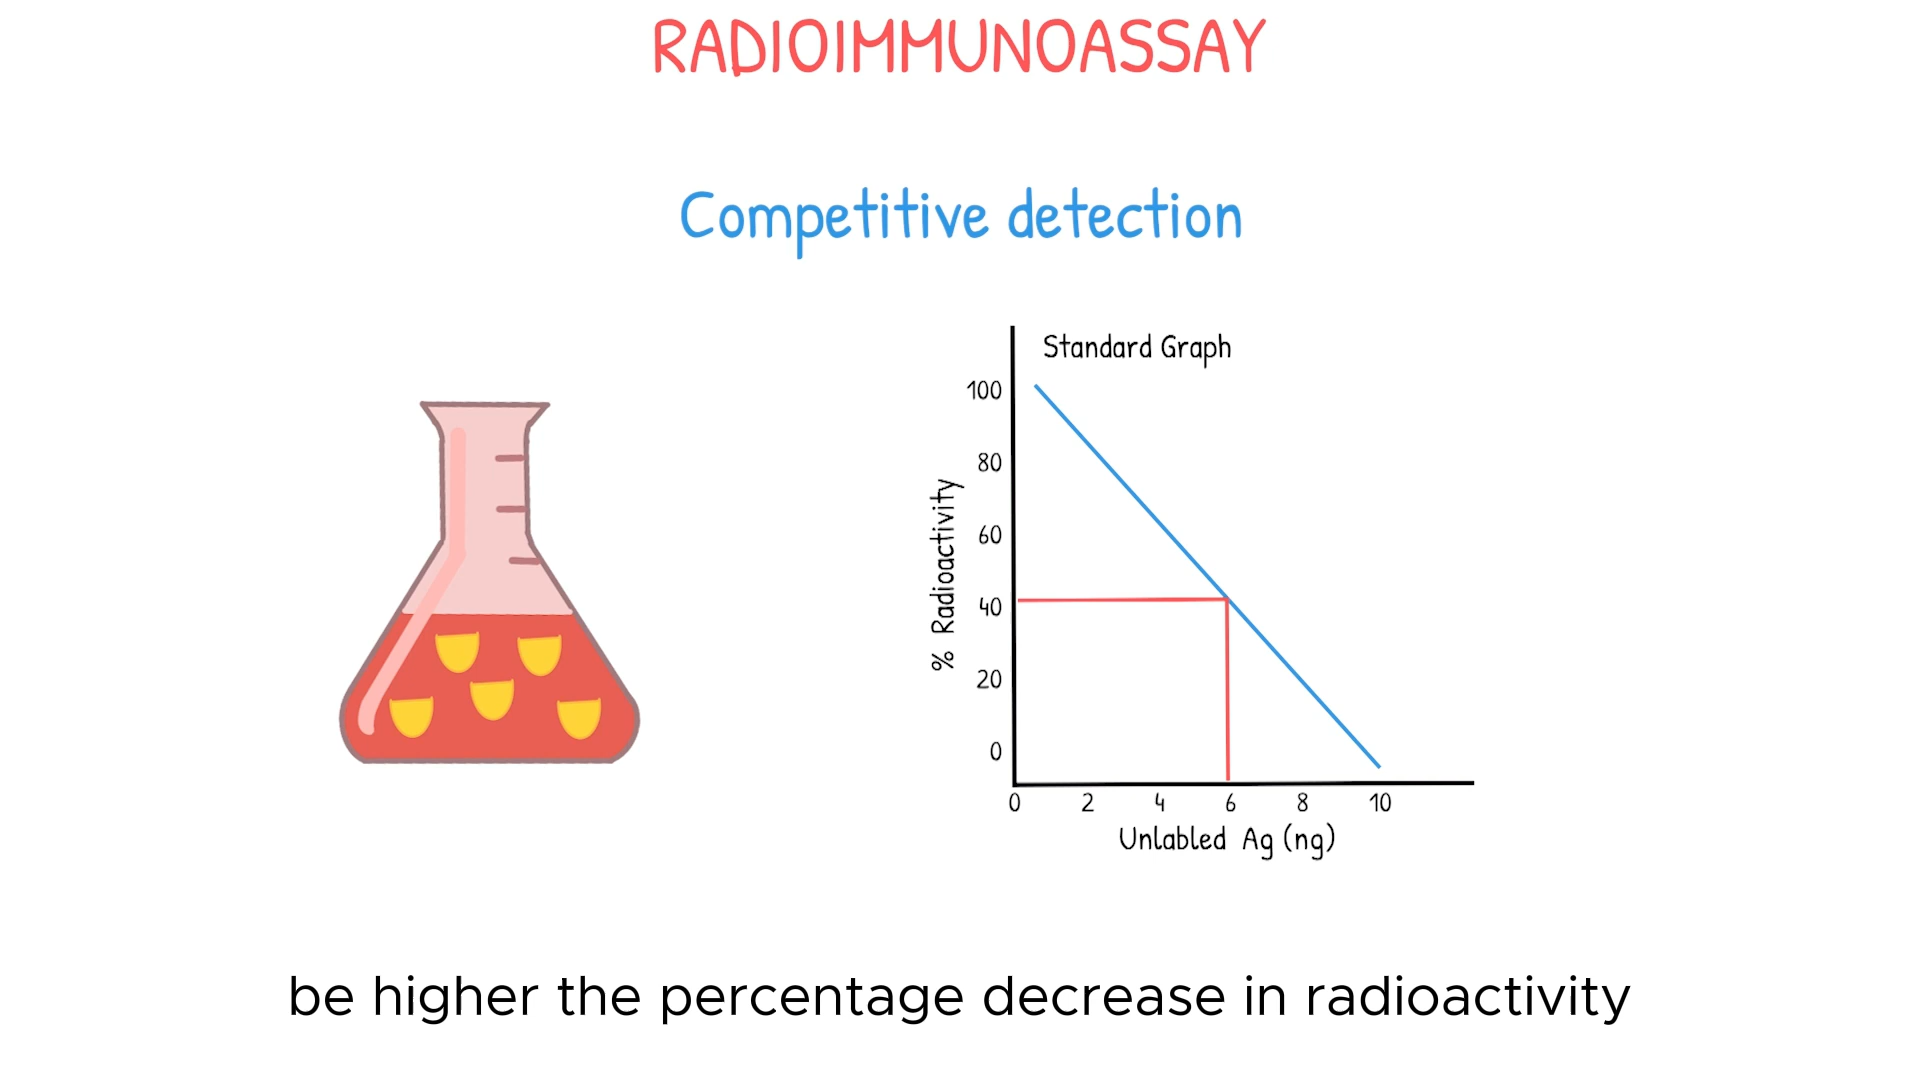 RADIOIMMUNOASSAY
Competitive detection
Standard Graph
100
80
60
40
20
0
% Radioactivity
0 2 4 6 8 10
Unlabled Ag (ng)
be higher the percentage decrease in radioactivity